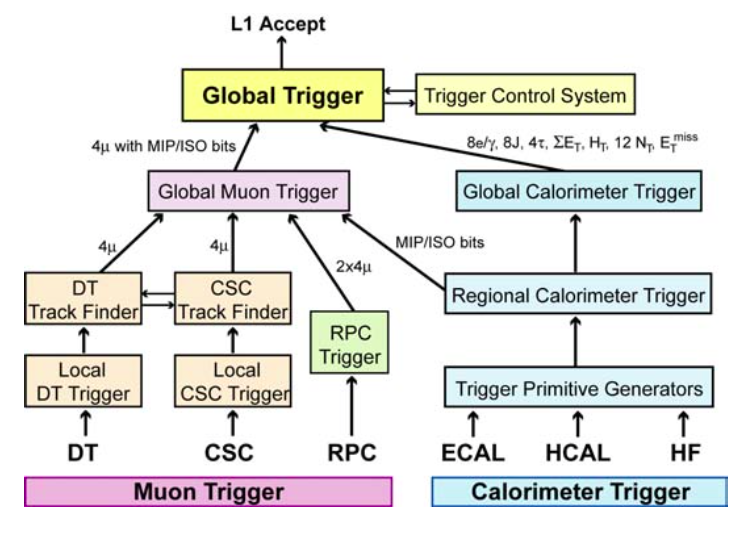 L1 Accept
Global Trigger
Trigger Control System
4μ with MIP/ISO bits
8e/γ, 8J, 4τ, ΣE_T, H_T, 12 N_T, E_T^miss
Global Muon Trigger
Global Calorimeter Trigger
4μ
4μ
2x4μ
MIP/ISO bits
DT
Track Finder
CSC
Track Finder
Regional Calorimeter Trigger
RPC
Trigger
Local
DT Trigger
Local
CSC Trigger
Trigger Primitive Generators
DT
CSC
RPC
ECAL
HCAL
HF
Muon Trigger
Calorimeter Trigger